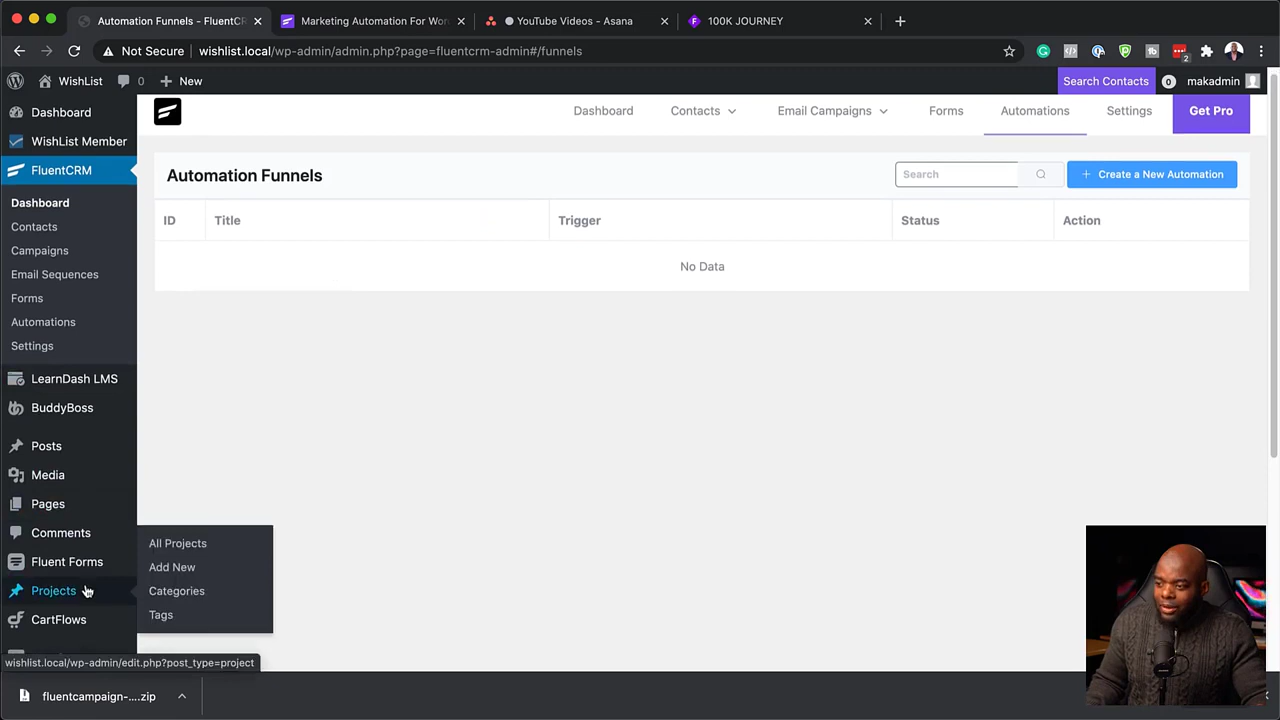 Automation Funnels - FluentCR
Marketing Automation For Wor
YouTube Videos - Asana
100K JOURNEY
Not Secure
wishlist.local/wp-admin/admin.php?page=fluentcrm-admin#/funnels
2
WishList
0
New
Search Contacts
0
makadmin
Dashboard
WishList Member
FluentCRM
Dashboard
Contacts
Campaigns
Email Sequences
Forms
Automations
Settings
LearnDash LMS
BuddyBoss
Posts
Media
Pages
Comments
Fluent Forms
Projects
CartFlows
All Projects
Add New
Categories
Tags
Dashboard
Contacts
Email Campaigns
Forms
Automations
Settings
Get Pro
Automation Funnels
Search
+ Create a New Automation
ID
Title
Trigger
Status
Action
No Data
wishlist.local/wp-admin/edit.php?post_type=project
fluentcampaign-....zip